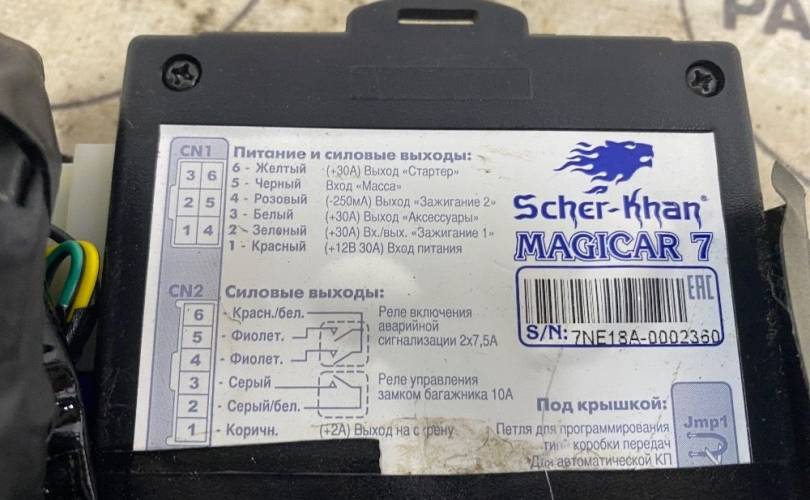 CN1
Питание и силовые выходы:
3 6
2 5
1 4
6 - Желтый (+30А) Выход «Стартер»
5 - Черный Вход «Масса»
4 - Розовый (-250мА) Выход «Зажигание 2»
3 - Белый (+30А) Выход «Аксессуары»
2 - Зеленый (+30А) Вх./вых. «Зажигание 1»
1 - Красный (+12В 30А) Вход питания
Scher-Khan®
MAGICAR 7
EAC
S/N: 7NE18A-0002360
CN2
Силовые выходы:
6 - Красн./бел.
5 - Фиолет.
4 - Фиолет.
Реле включения
аварийной
сигнализации 2х7,5А
3 - Серый
2 - Серый/бел.
Реле управления
замком багажника 10А
1 - Коричн. (+2А) Выход на сирену
Под крышкой:
Jmp1
Петля для программирования
тип коробки передач
Для автоматической КП
РА